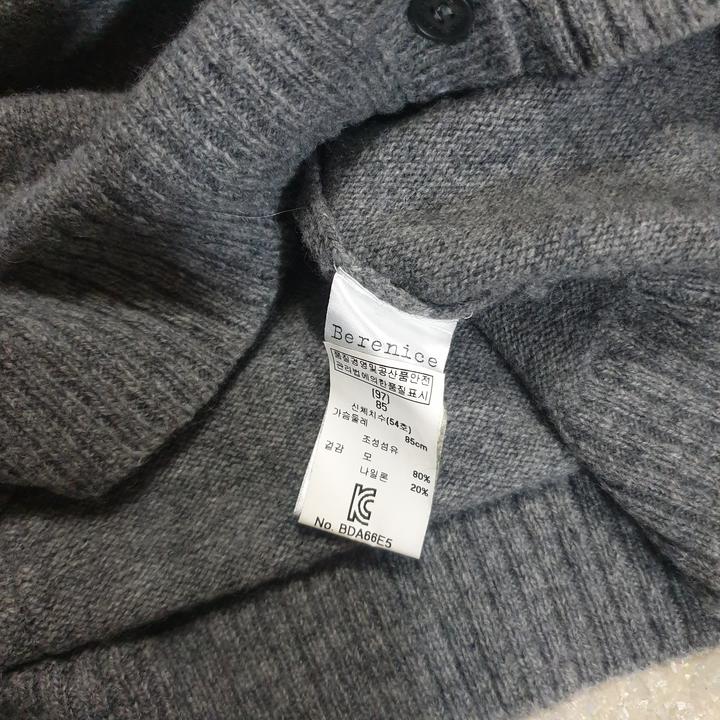 Berenice
품질경영및공산품안전
관리법에의한품질표시
(97)
85
신체치수(54호)
가슴둘레 85cm
조성섬유
겉감 모 80%
나일론 20%
KC
No. BDA66E5